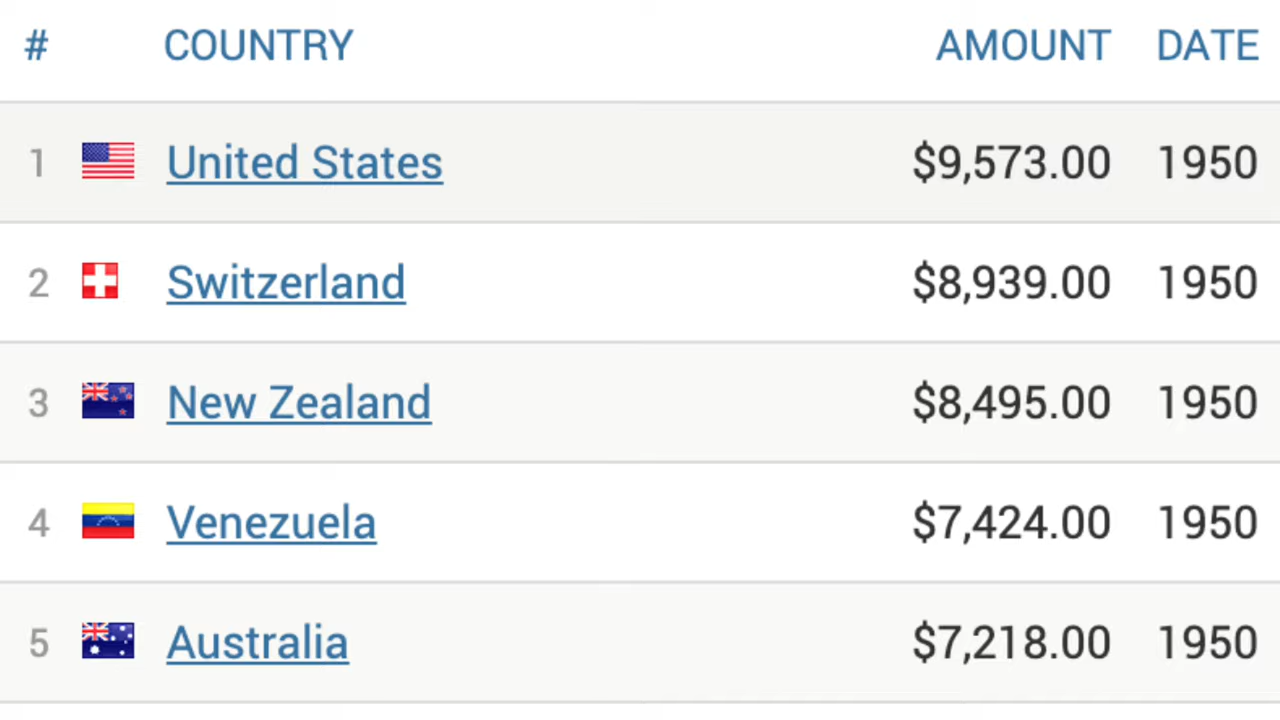 # COUNTRY AMOUNT DATE
1 United States $9,573.00 1950
2 Switzerland $8,939.00 1950
3 New Zealand $8,495.00 1950
4 Venezuela $7,424.00 1950
5 Australia $7,218.00 1950